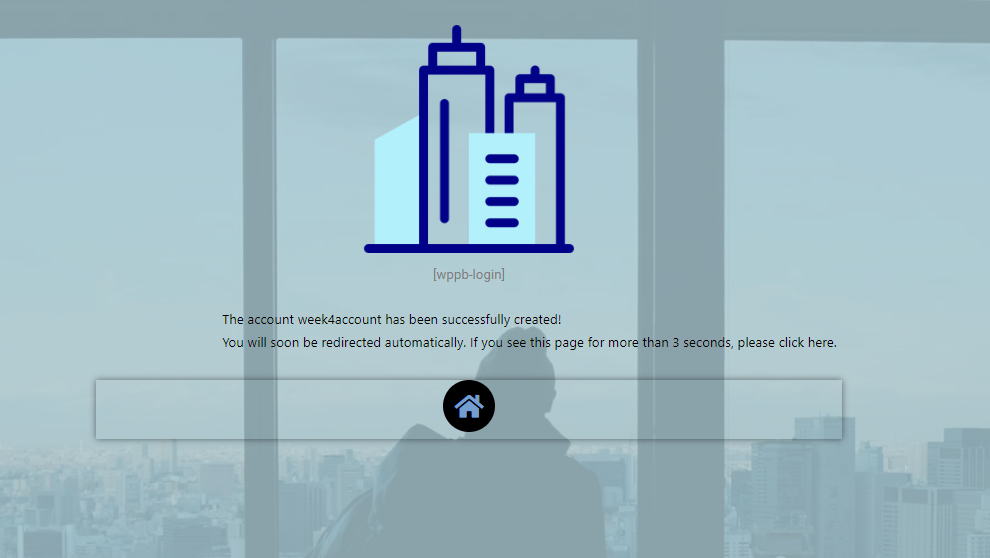 [wppb-login]
The account week4account has been successfully created!
You will soon be redirected automatically. If you see this page for more than 3 seconds, please click here.